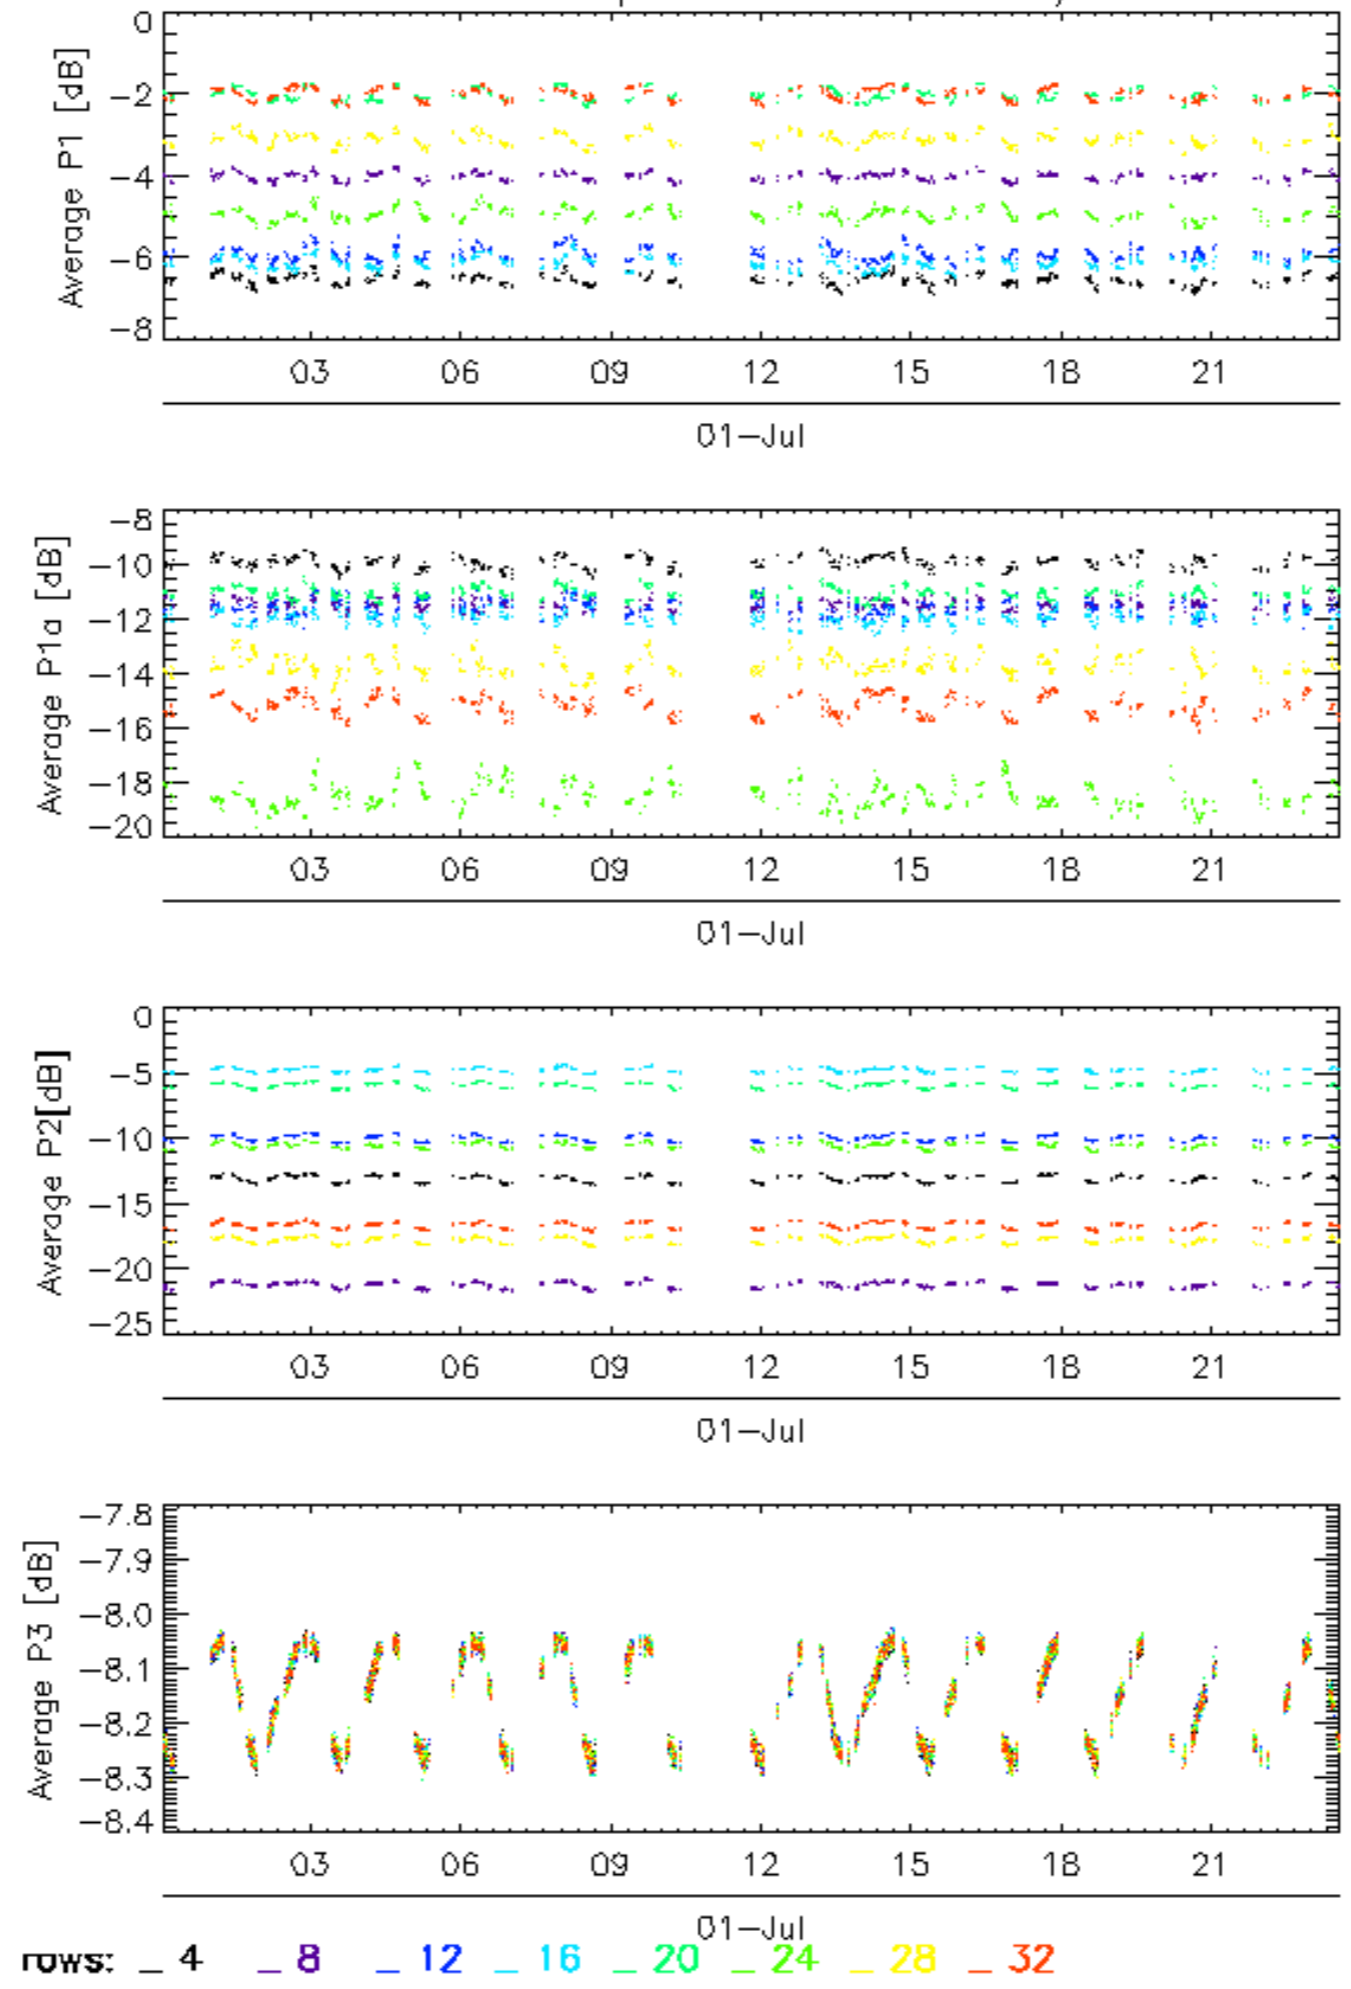 0
−2
−4
−6
−8
Average P1 [dB]
03 06 09 12 15 18 21
01−Jul
−8
−10
−12
−14
−16
−18
−20
Average P1a [dB]
03 06 09 12 15 18 21
01−Jul
0
−5
−10
−15
−20
−25
Average P2[dB]
03 06 09 12 15 18 21
01−Jul
−7.8
−7.9
−8.0
−8.1
−8.2
−8.3
−8.4
Average P3 [dB]
03 06 09 12 15 18 21
01−Jul
rows: _ 4 _ 8 _ 12 _ 16 _ 20 _ 24 _ 28 _ 32